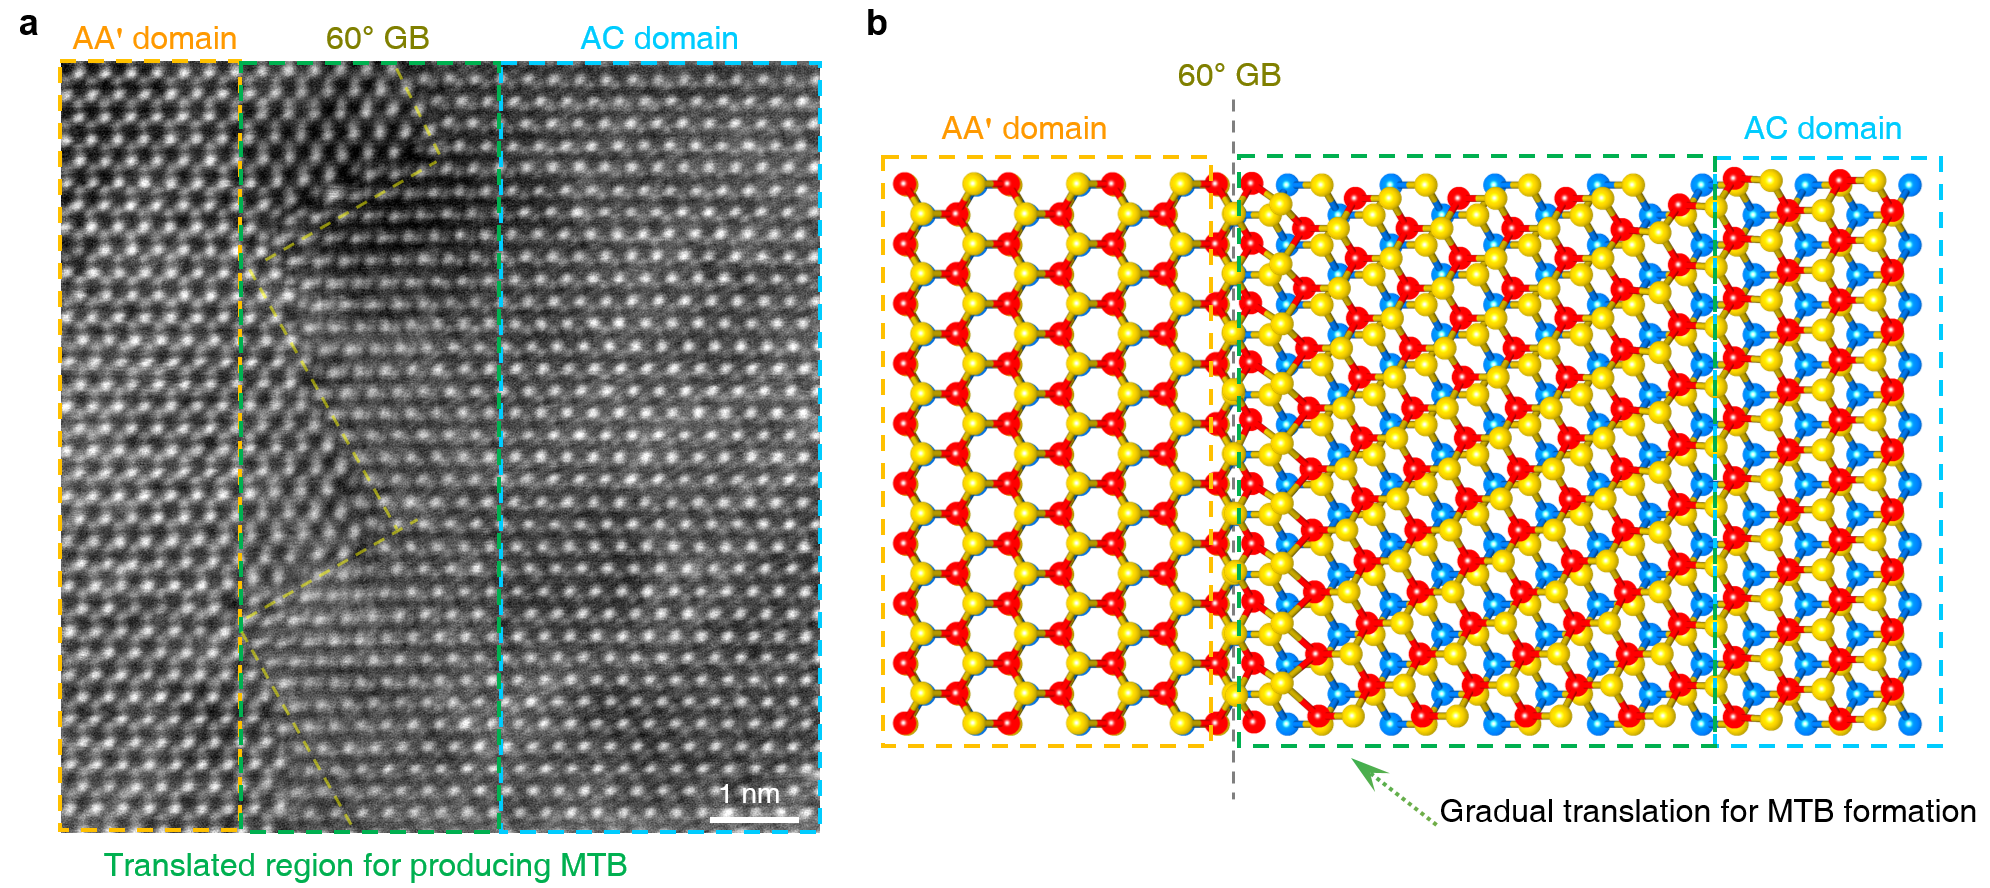 a
AA' domain
60° GB
AC domain
1 nm
Translated region for producing MTB
b
60° GB
AA' domain
AC domain
Gradual translation for MTB formation